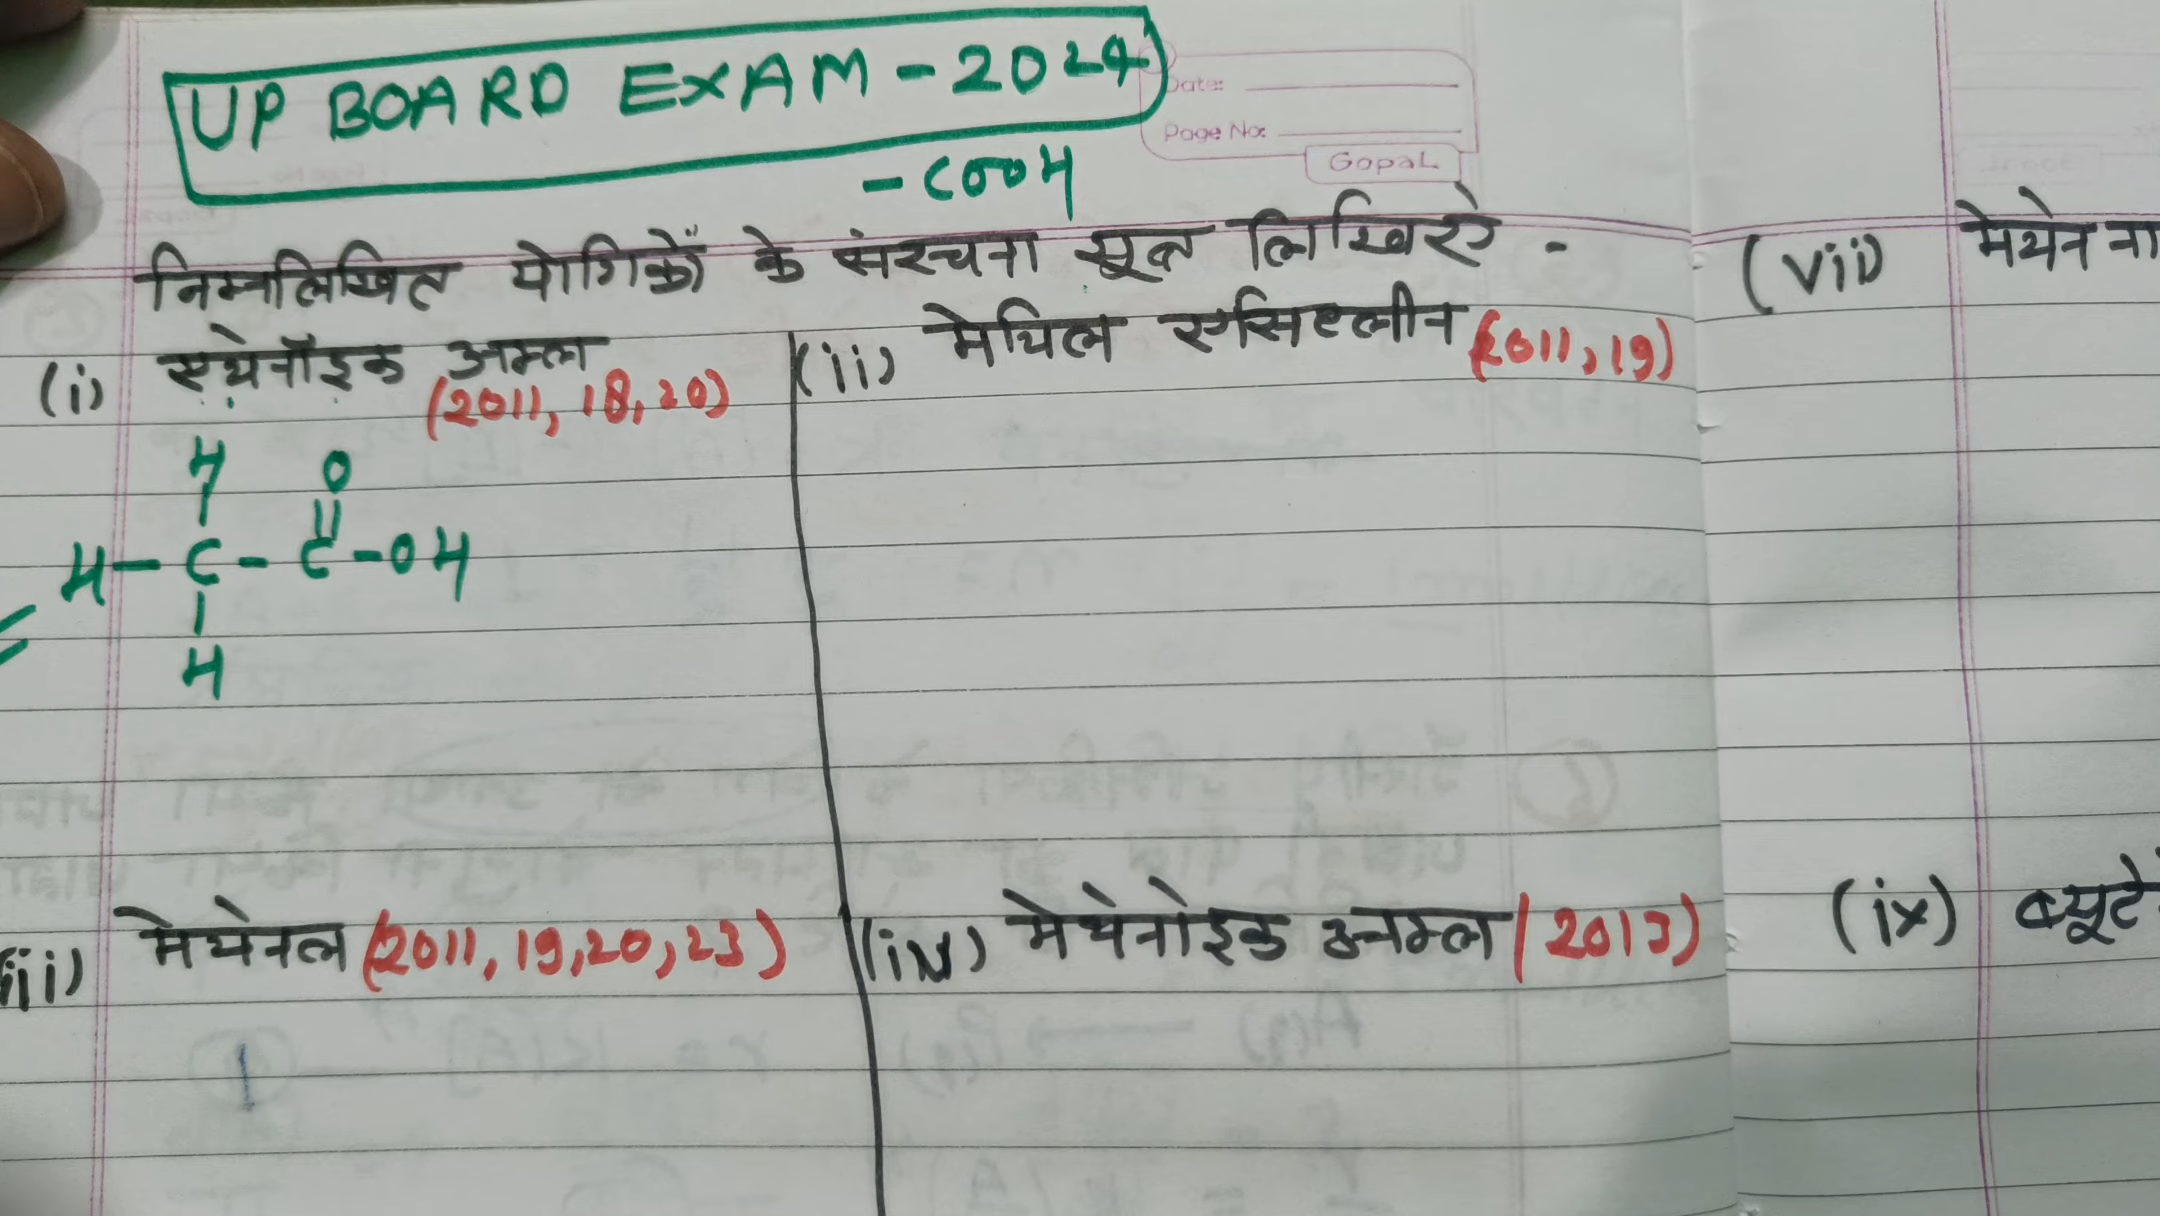 UP BOARD EXAM - 2024
Date:
Page No:
GopaL
- COOH
निम्नलिखित योगिकों के संरचना सूत्र लिखिए -
(i) एथेनॉइक अम्ल
(2011, 18, 20)
H O
H - C - C - OH
H
(ii) मेथिल एसिटलीन (2011, 19)
(iii) मेथेनल (2011, 19, 20, 23)
(iv) मेथेनोइक अम्ल (2013)
(vii) मेथेनना
(ix) ब्यूटे